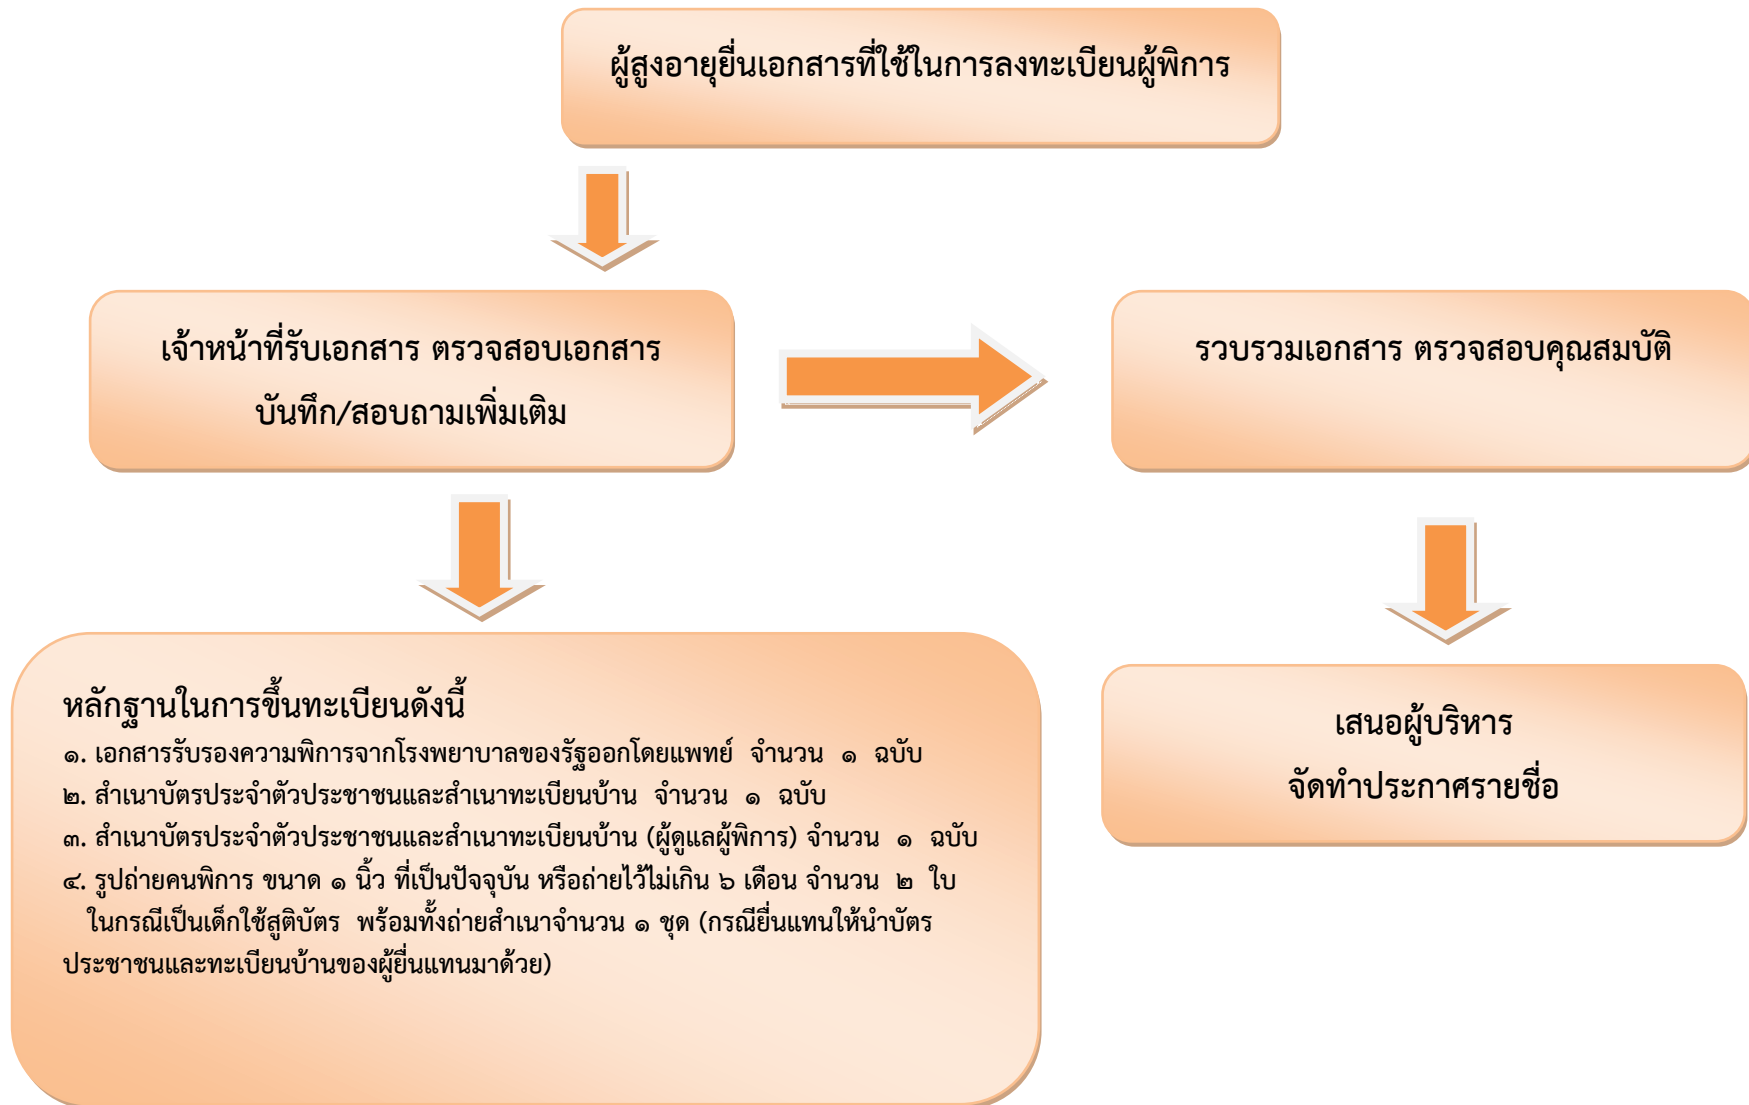 ผู้สูงอายุยื่นเอกสารที่ใช้ในการลงทะเบียนผู้พิการ
เจ้าหน้าที่รับเอกสาร ตรวจสอบเอกสาร
บันทึก/สอบถามเพิ่มเติม
รวบรวมเอกสาร ตรวจสอบคุณสมบัติ
หลักฐานในการขึ้นทะเบียนดังนี้
๑. เอกสารรับรองความพิการจากโรงพยาบาลของรัฐออกโดยแพทย์ จำนวน ๑ ฉบับ
๒. สำเนาบัตรประจำตัวประชาชนและสำเนาทะเบียนบ้าน จำนวน ๑ ฉบับ
๓. สำเนาบัตรประจำตัวประชาชนและสำเนาทะเบียนบ้าน (ผู้ดูแลผู้พิการ) จำนวน ๑ ฉบับ
๔. รูปถ่ายคนพิการ ขนาด ๑ นิ้ว ที่เป็นปัจจุบัน หรือถ่ายไว้ไม่เกิน ๖ เดือน จำนวน ๒ ใบ
ในกรณีเป็นเด็กใช้สูติบัตร พร้อมทั้งถ่ายสำเนาจำนวน ๑ ชุด (กรณียื่นแทนให้นำบัตร
ประชาชนและทะเบียนบ้านของผู้ยื่นแทนมาด้วย)
เสนอผู้บริหาร
จัดทำประกาศรายชื่อ